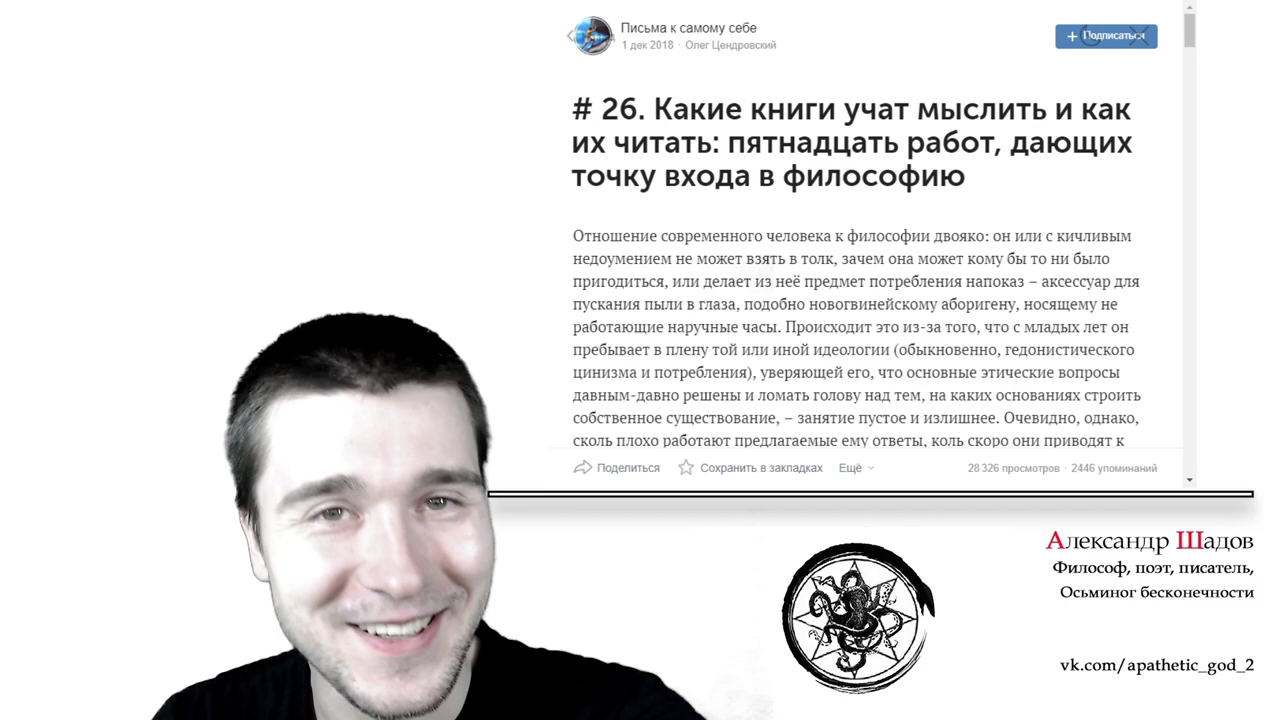 Письма к самому себе
1 дек 2018 · Олег Цендровский
+ Подписаться
# 26. Какие книги учат мыслить и как
их читать: пятнадцать работ, дающих
точку входа в философию
Отношение современного человека к философии двояко: он или с кичливым
недоумением не может взять в толк, зачем она может кому бы то ни было
пригодиться, или делает из неё предмет потребления напоказ – аксессуар для
пускания пыли в глаза, подобно новогвинейскому аборигену, носящему не
работающие наручные часы. Происходит это из-за того, что с младых лет он
пребывает в плену той или иной идеологии (обыкновенно, гедонистического
цинизма и потребления), уверяющей его, что основные этические вопросы
давным-давно решены и ломать голову над тем, на каких основаниях строить
собственное существование, – занятие пустое и излишнее. Очевидно, однако,
сколь плохо работают предлагаемые ему ответы, коль скоро они приводят к
Поделиться Сохранить в закладках Ещё 28 326 просмотров · 2446 упоминаний
Александр Шадов
Философ, поэт, писатель,
Осьминог бесконечности
vk.com/apathetic_god_2